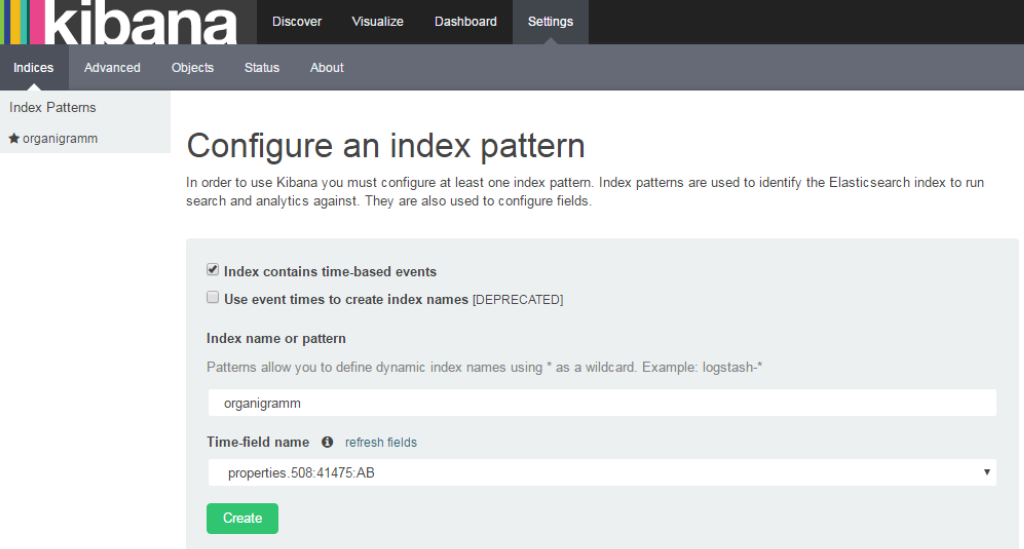 kibana
Discover Visualize Dashboard Settings
Indices Advanced Objects Status About
Index Patterns
organigramm
Configure an index pattern
In order to use Kibana you must configure at least one index pattern. Index patterns are used to identify the Elasticsearch index to run
search and analytics against. They are also used to configure fields.
Index contains time-based events
Use event times to create index names [DEPRECATED]
Index name or pattern
Patterns allow you to define dynamic index names using * as a wildcard. Example: logstash-*
organigramm
Time-field name refresh fields
properties.508:41475:AB
Create